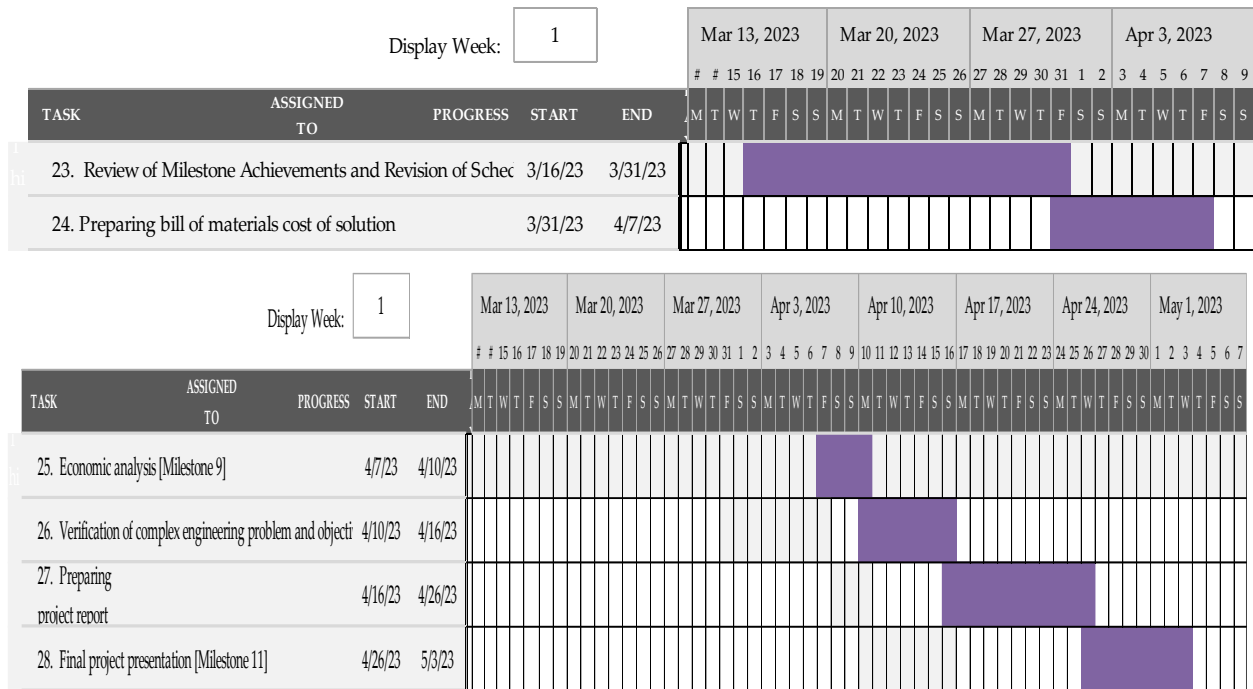 Display Week: 1
Mar 13, 2023 Mar 20, 2023 Mar 27, 2023 Apr 3, 2023
# # 15 16 17 18 19 20 21 22 23 24 25 26 27 28 29 30 31 1 2 3 4 5 6 7 8 9
TASK ASSIGNED TO PROGRESS START END M T W T F S S M T W T F S S M T W T F S S M T W T F S S
23. Review of Milestone Achievements and Revision of Schec 3/16/23 3/31/23
24. Preparing bill of materials cost of solution 3/31/23 4/7/23
Display Week: 1
Mar 13, 2023 Mar 20, 2023 Mar 27, 2023 Apr 3, 2023 Apr 10, 2023 Apr 17, 2023 Apr 24, 2023 May 1, 2023
# # 15 16 17 18 19 20 21 22 23 24 25 26 27 28 29 30 31 1 2 3 4 5 6 7 8 9 10 11 12 13 14 15 16 17 18 19 20 21 22 23 24 25 26 27 28 29 30 1 2 3 4 5 6 7
TASK ASSIGNED TO PROGRESS START END M T W T F S S M T W T F S S M T W T F S S M T W T F S S M T W T F S S M T W T F S S M T W T F S S M T W T F S S
25. Economic analysis [Milestone 9] 4/7/23 4/10/23
26. Verification of complex engineering problem and objecti 4/10/23 4/16/23
27. Preparing
project report 4/16/23 4/26/23
28. Final project presentation [Milestone 11] 4/26/23 5/3/23